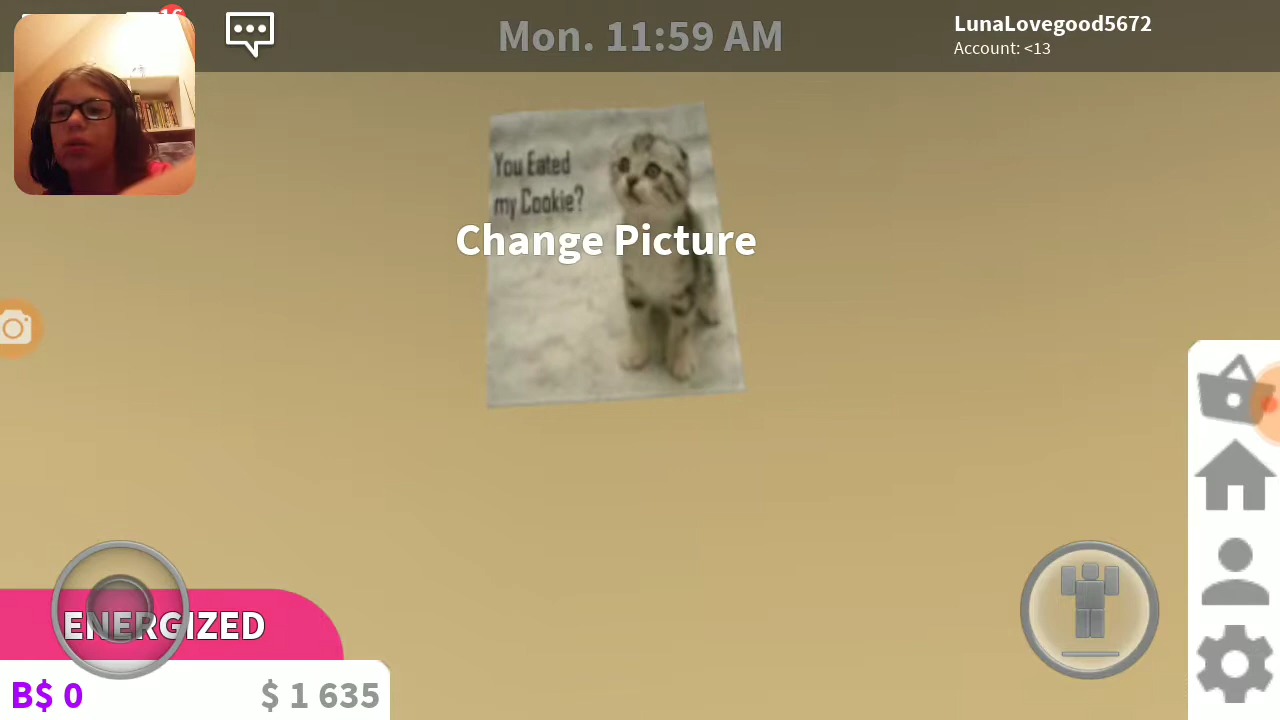 Mon. 11:59 AM
LunaLovegood5672
Account: <13
You Eated
my Cookie?
Change Picture
ENERGIZED
B$ 0
$ 1 635